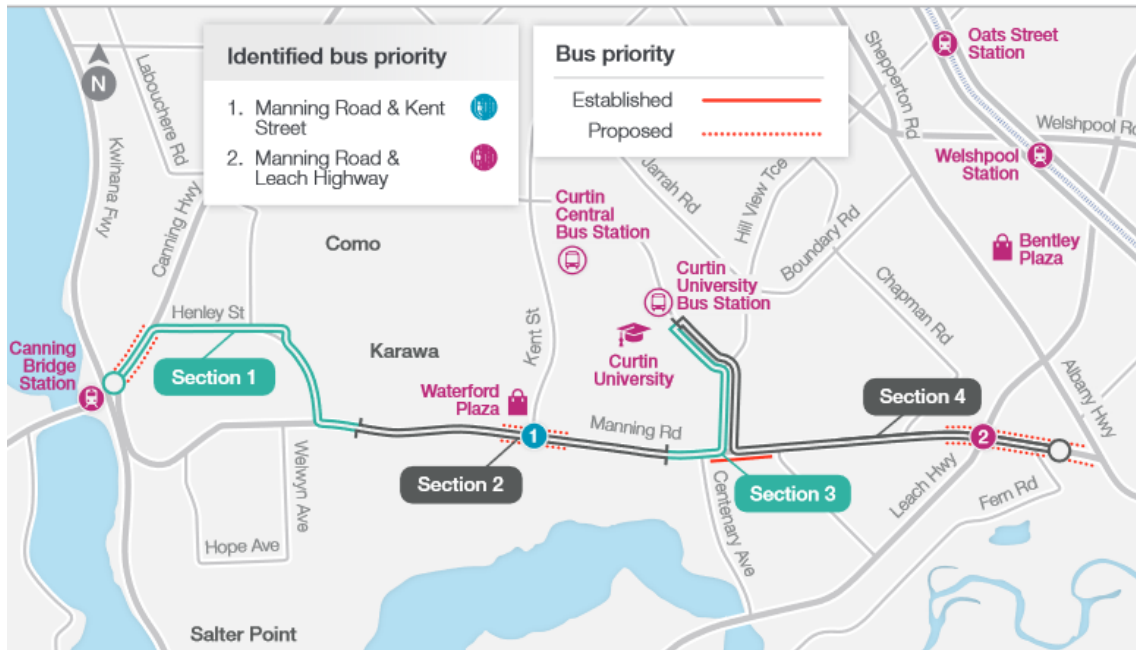 Identified bus priority
1. Manning Road & Kent
Street
2. Manning Road &
Leach Highway
Bus priority
Established
Proposed
N
Labouchere Rd
Kwinana Fwy
Canning Hwy
Como
Henley St
Canning
Bridge
Station
Section 1
Karawa
Waterford
Plaza
Kent St
1
Section 2
Manning Rd
Welwyn Ave
Hope Ave
Salter Point
Curtin
Central
Bus Station
Curtin
University
Bus Station
Curtin
University
Jarrah Rd
Hill View Tce
Boundary Rd
Chapman Rd
Shepperton Rd
Oats Street
Station
Welshpool Rd
Welshpool
Station
Bentley
Plaza
Albany Hwy
Section 4
2
Section 3
Centenary Ave
Leach Hwy
Fern Rd